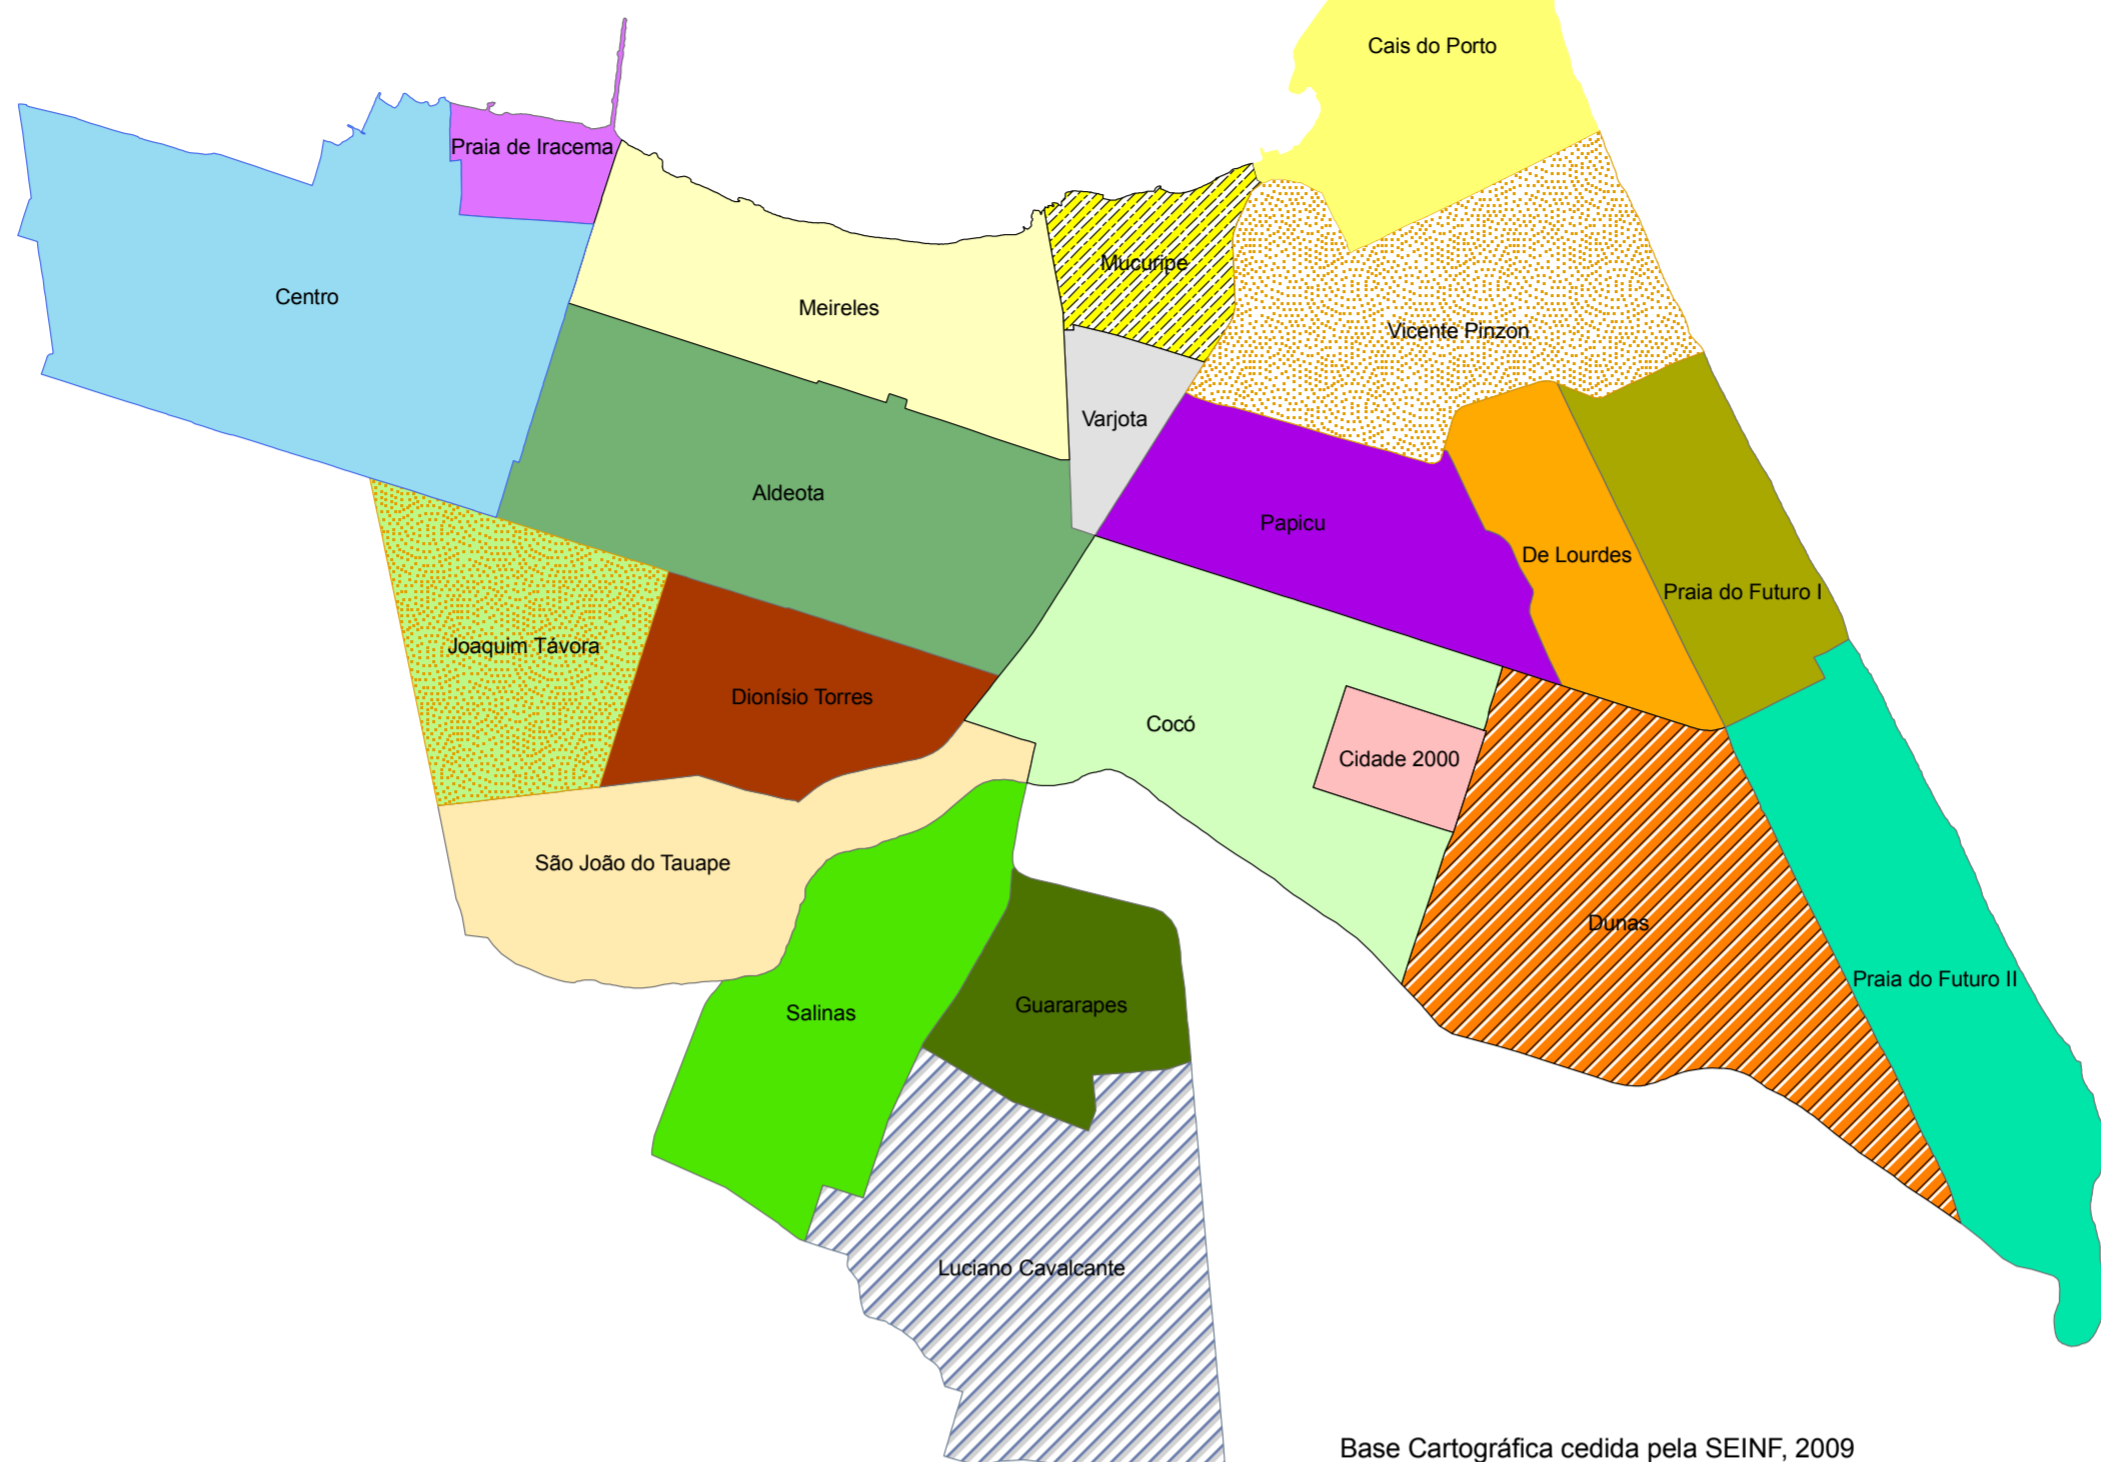 Cais do Porto
Praia de Iracema
Mucuripe
Centro
Meireles
Vicente Pinzon
Varjota
Aldeota
Papicu
De Lourdes
Praia do Futuro I
Joaquim Távora
Dionísio Torres
Cocó
Cidade 2000
São João do Tauape
Dunas
Praia do Futuro II
Salinas
Guararapes
Luciano Cavalcante
Base Cartográfica cedida pela SEINF, 2009